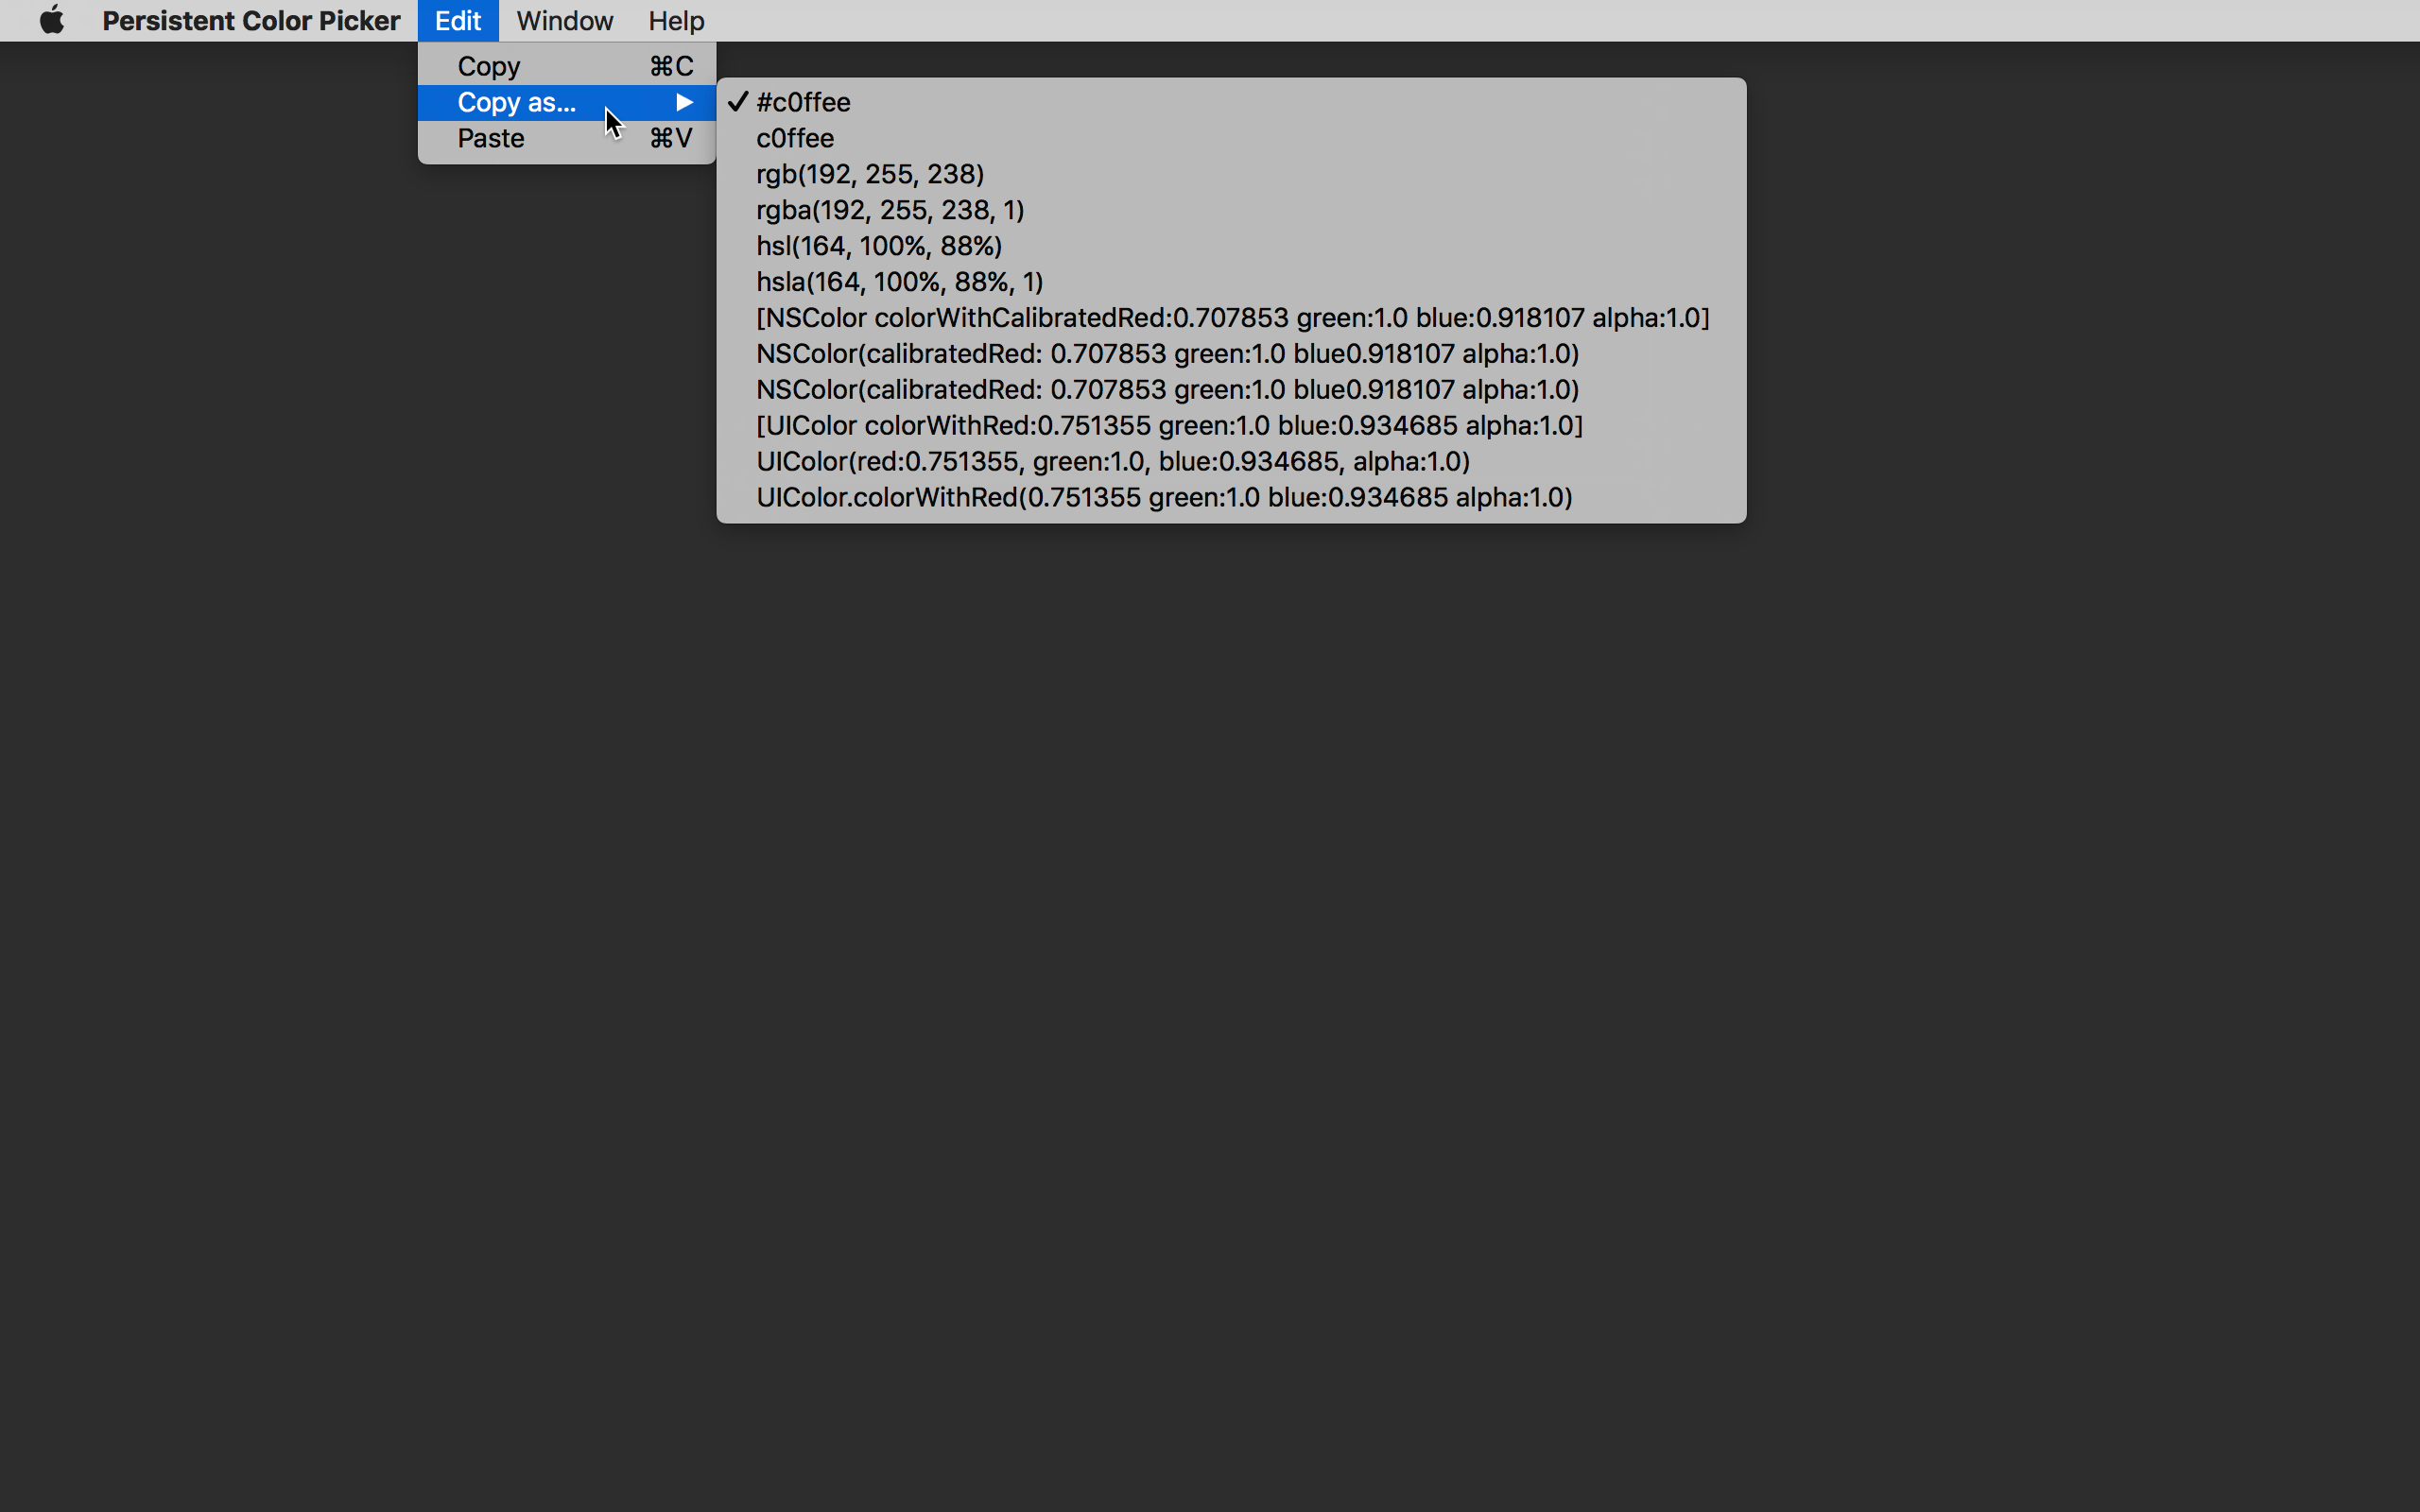 Persistent Color Picker Edit Window Help
Copy ⌘C
Copy as... ▶
Paste ⌘V
✓ #c0ffee
c0ffee
rgb(192, 255, 238)
rgba(192, 255, 238, 1)
hsl(164, 100%, 88%)
hsla(164, 100%, 88%, 1)
[NSColor colorWithCalibratedRed:0.707853 green:1.0 blue:0.918107 alpha:1.0]
NSColor(calibratedRed: 0.707853 green:1.0 blue0.918107 alpha:1.0)
NSColor(calibratedRed: 0.707853 green:1.0 blue0.918107 alpha:1.0)
[UIColor colorWithRed:0.751355 green:1.0 blue:0.934685 alpha:1.0]
UIColor(red:0.751355, green:1.0, blue:0.934685, alpha:1.0)
UIColor.colorWithRed(0.751355 green:1.0 blue:0.934685 alpha:1.0)